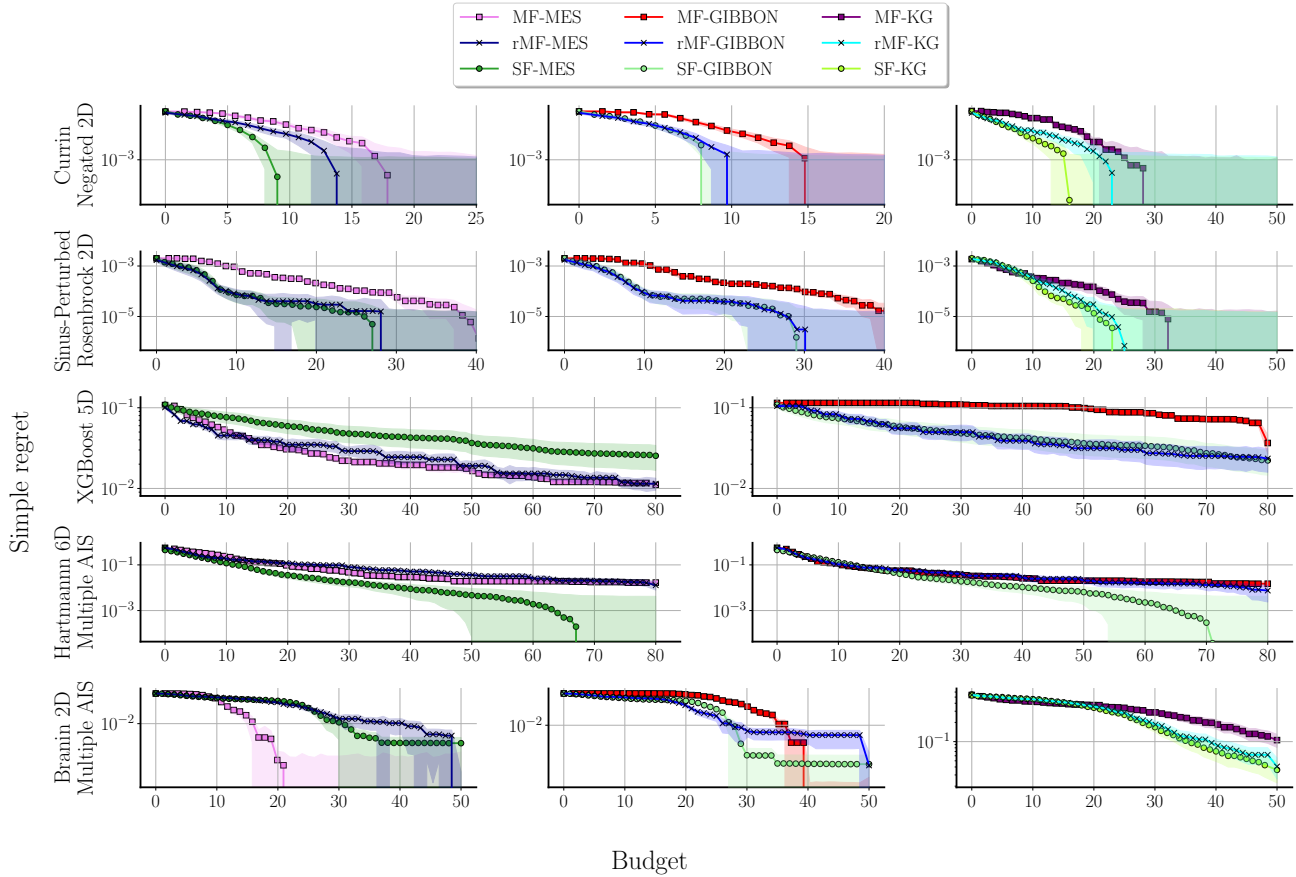 MF-MES MF-GIBBON MF-KG
rMF-MES rMF-GIBBON rMF-KG
SF-MES SF-GIBBON SF-KG
Simple regret
Currin
Negated 2D
10⁻³
0 5 10 15 20 25
10⁻³
0 5 10 15 20
10⁻³
0 10 20 30 40 50
Sinus-Perturbed
Rosenbrock 2D
10⁻³
10⁻⁵
0 10 20 30 40
10⁻³
10⁻⁵
0 10 20 30 40
10⁻³
10⁻⁵
0 10 20 30 40 50
XGBoost 5D
10⁻¹
10⁻²
0 10 20 30 40 50 60 70 80
10⁻¹
10⁻²
0 10 20 30 40 50 60 70 80
Hartmann 6D
Multiple AIS
10⁻¹
10⁻³
0 10 20 30 40 50 60 70 80
10⁻¹
10⁻³
0 10 20 30 40 50 60 70 80
Branin 2D
Multiple AIS
10⁻²
0 10 20 30 40 50
10⁻²
0 10 20 30 40 50
10⁻¹
0 10 20 30 40 50
Budget